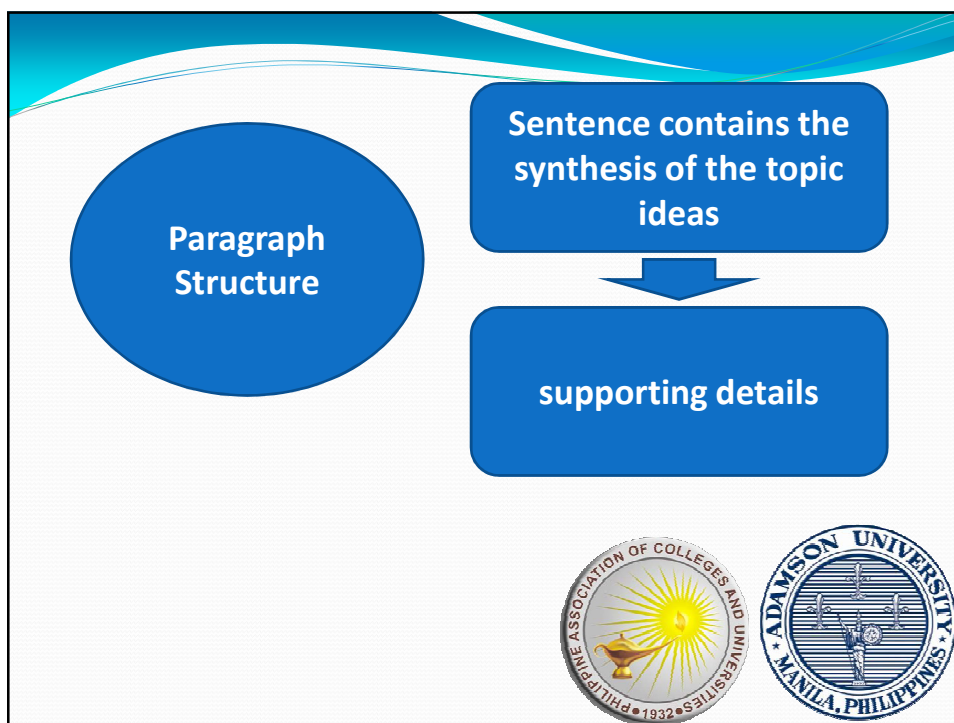 Paragraph
Structure
Sentence contains the
synthesis of the topic
ideas
supporting details
PHILIPPINE ASSOCIATION OF COLLEGES AND UNIVERSITIES
•1932•
ADAMSON UNIVERSITY
MANILA, PHILIPPINES